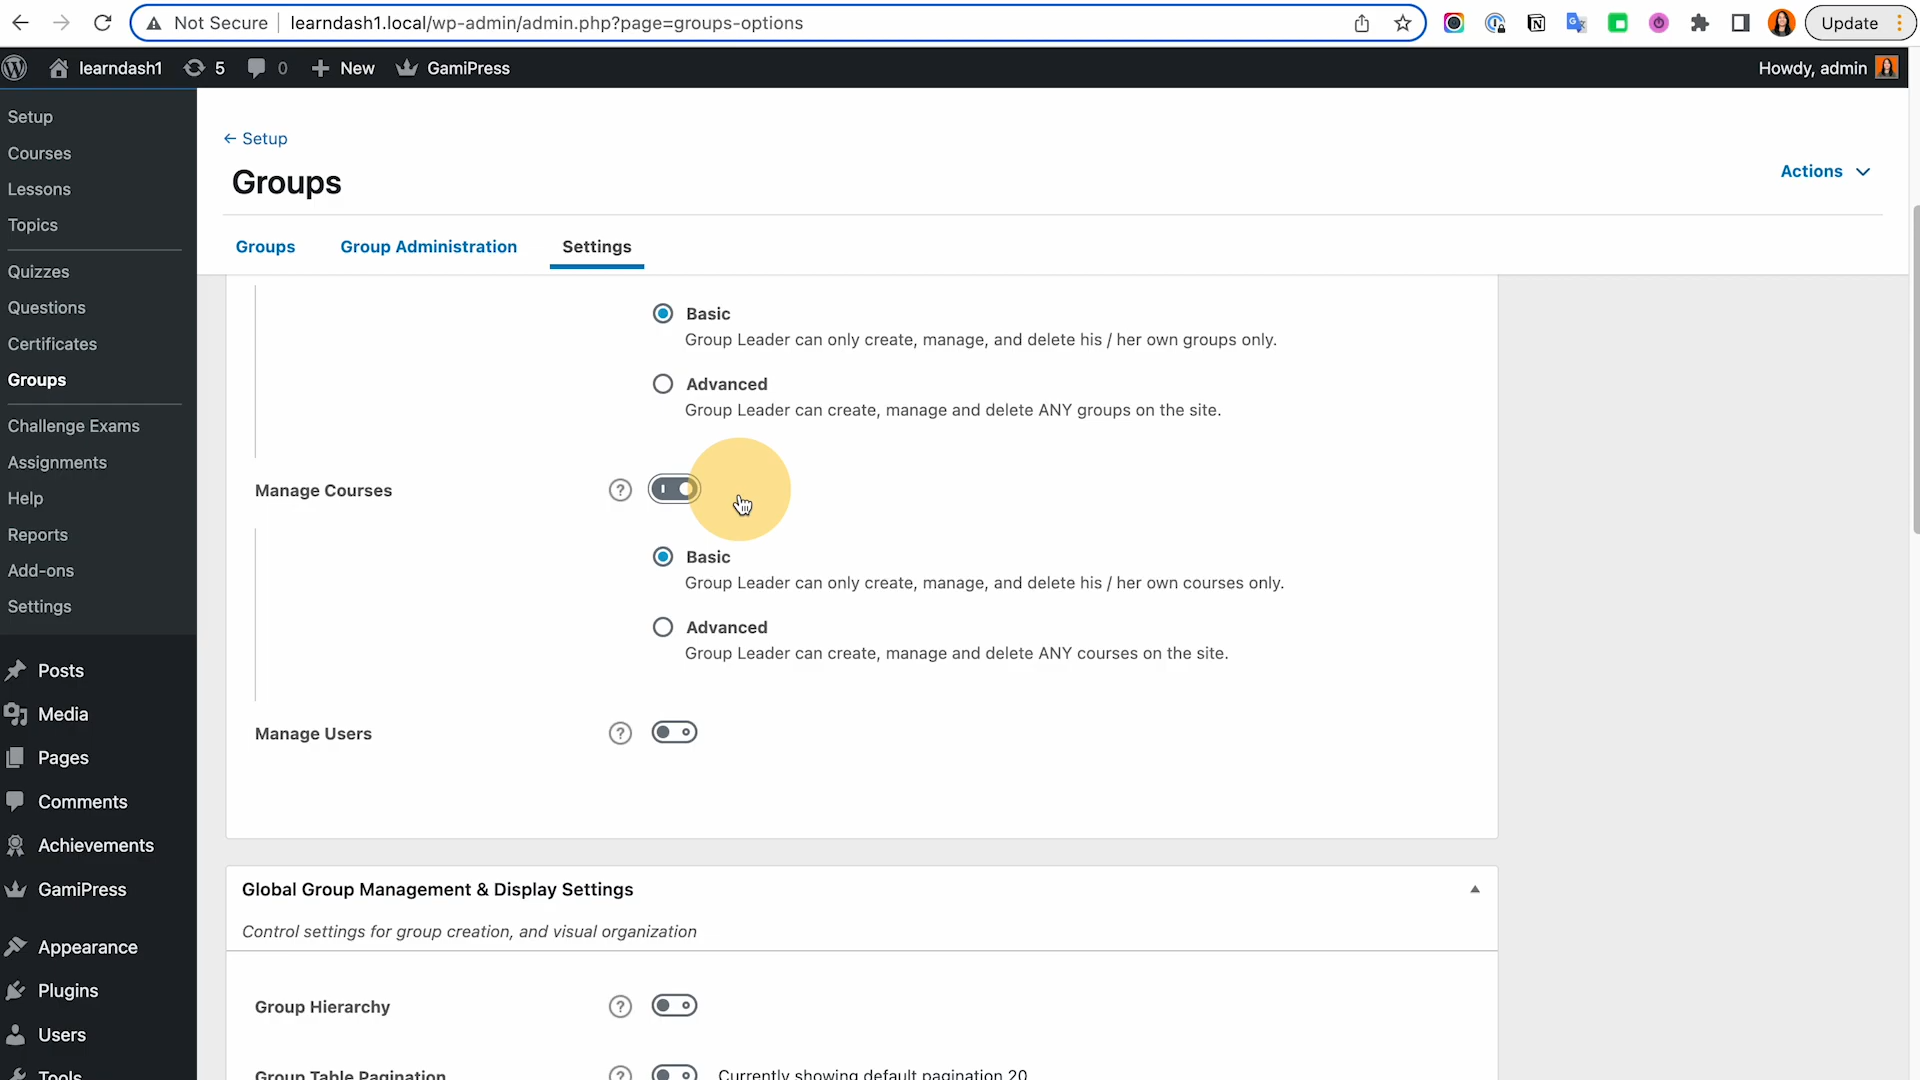 Not Secure learndash1.local/wp-admin/admin.php?page=groups-options Update
learndash1 5 0 New GamiPress Howdy, admin
Setup
Courses
Lessons
Topics
Quizzes
Questions
Certificates
Groups
Challenge Exams
Assignments
Help
Reports
Add-ons
Settings
Posts
Media
Pages
Comments
Achievements
GamiPress
Appearance
Plugins
Users
Tools
← Setup
Groups
Actions
Groups Group Administration Settings
Basic
Group Leader can only create, manage, and delete his / her own groups only.
Advanced
Group Leader can create, manage and delete ANY groups on the site.
Manage Courses ?
Basic
Group Leader can only create, manage, and delete his / her own courses only.
Advanced
Group Leader can create, manage and delete ANY courses on the site.
Manage Users ?
Global Group Management & Display Settings
Control settings for group creation, and visual organization
Group Hierarchy ?
Group Table Pagination ? Currently showing default pagination 20